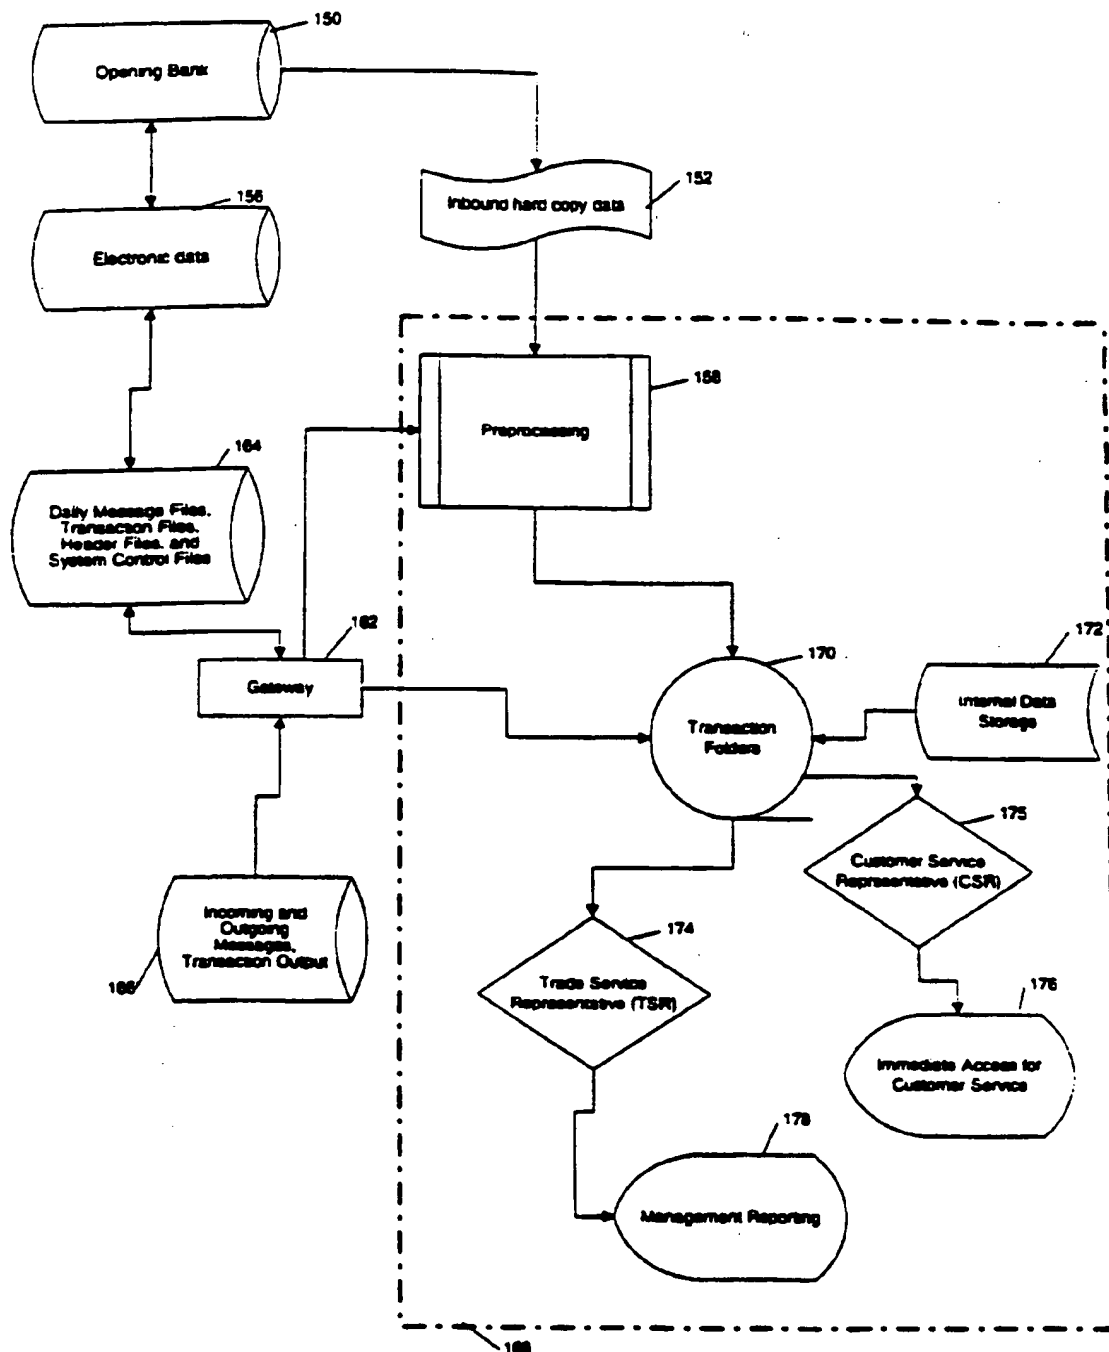 150
Opening Bank
152
Inbound hard copy data
156
Electronic data
158
Preprocessing
164
Daily Message Files,
Transaction Files,
Header Files, and
System Control Files
162
Gateway
170
Transaction
Folders
172
Internal Data
Storage
175
Customer Service
Representative (CSR)
Incoming and
Outgoing
Messages,
Transaction Output
166
174
Trade Service
Representative (TSR)
176
Immediate Access for
Customer Service
178
Management Reporting